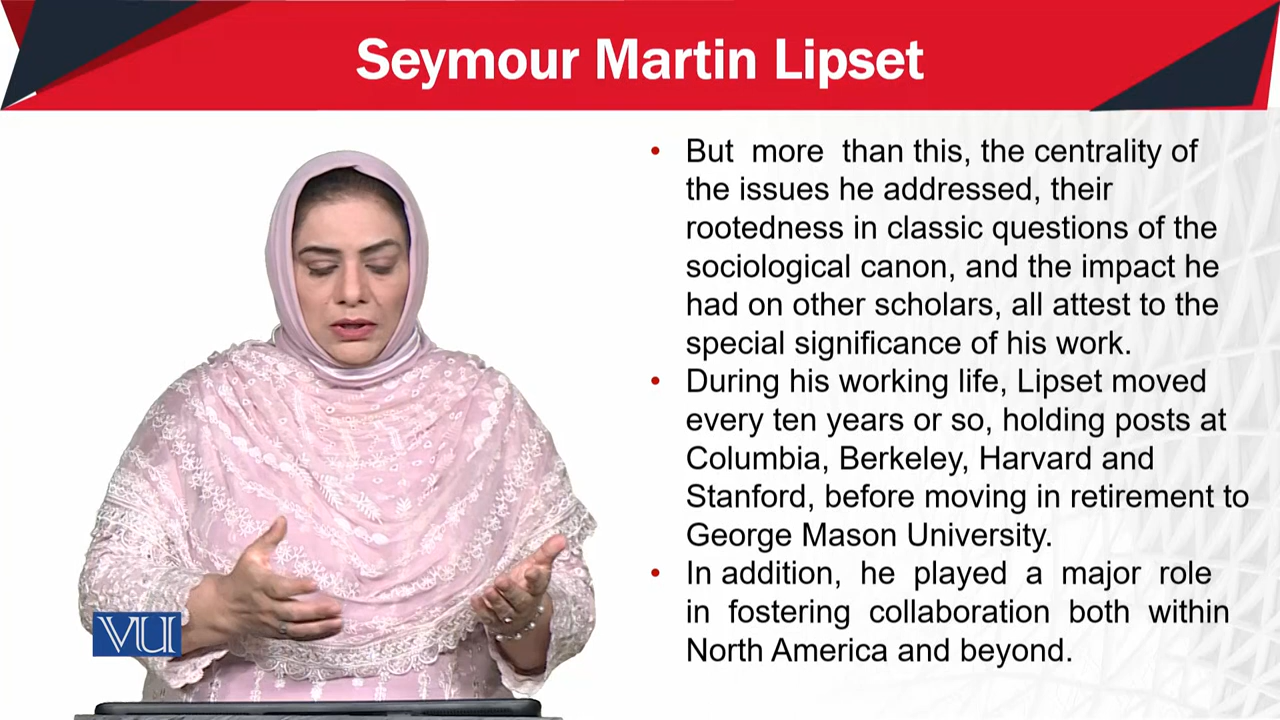 Seymour Martin Lipset
• But more than this, the centrality of
the issues he addressed, their
rootedness in classic questions of the
sociological canon, and the impact he
had on other scholars, all attest to the
special significance of his work.
• During his working life, Lipset moved
every ten years or so, holding posts at
Columbia, Berkeley, Harvard and
Stanford, before moving in retirement to
George Mason University.
• In addition, he played a major role
in fostering collaboration both within
North America and beyond.
VU